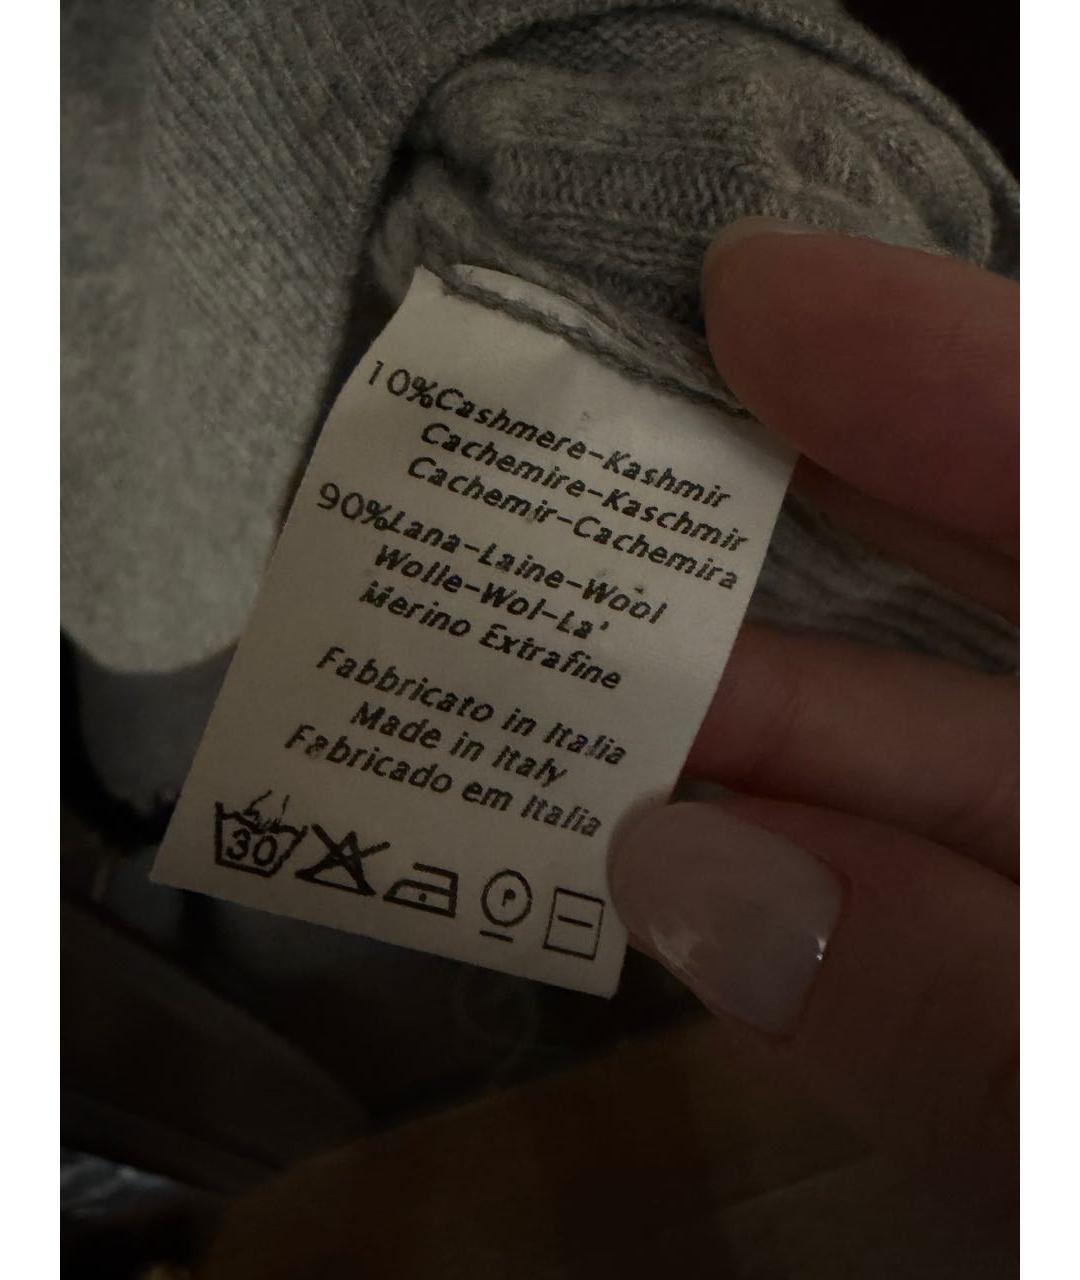 10%Cashmere-Kashmir
Cachemire-Kaschmir
Cachemir-Cachemira
90%Lana-Laine-Wool
Wolle-Wol-La'
Merino Extrafine
Fabbricato in Italia
Made in Italy
Fabricado em Italia
30 P